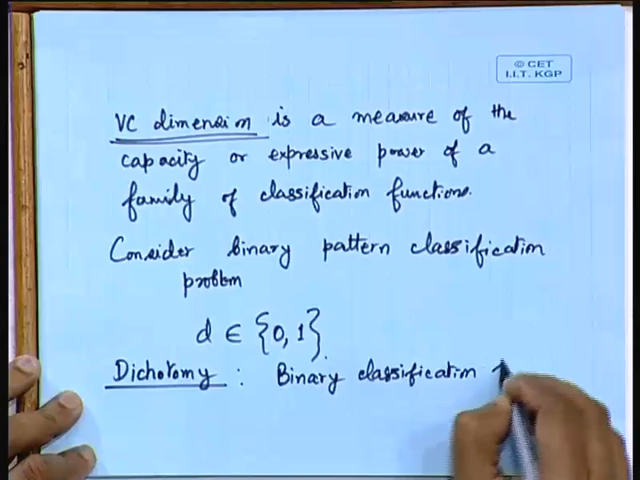 © CET
I.I.T. KGP
VC dimension is a measure of the
capacity or expressive power of a
family of classification functions.
Consider binary pattern classification
problem
d ∈ {0, 1}.
Dichotomy : Binary classification